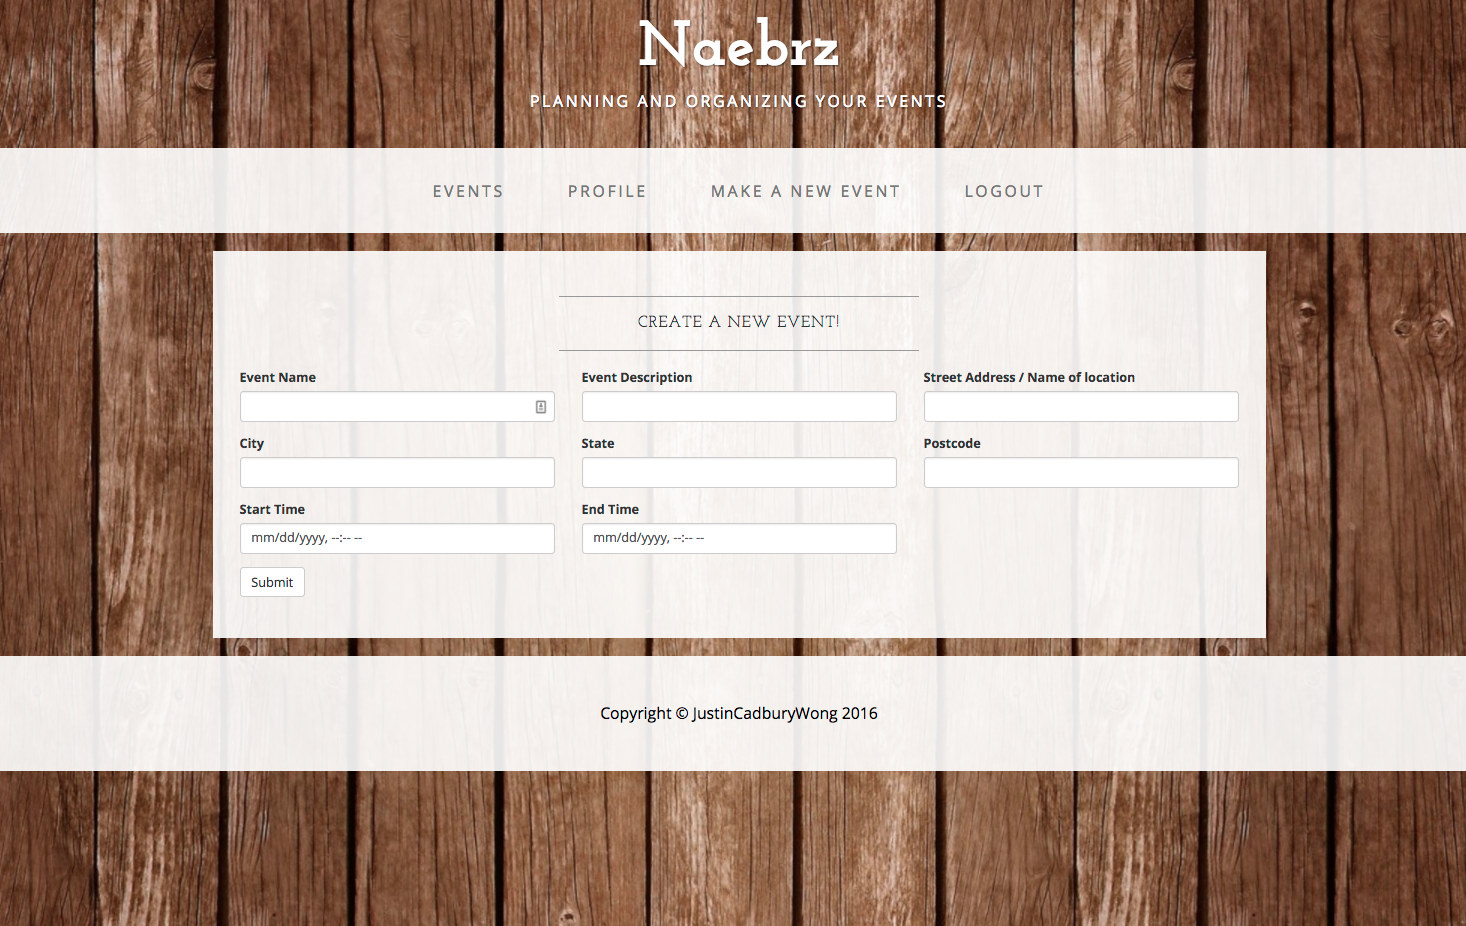 Naebrz
PLANNING AND ORGANIZING YOUR EVENTS
EVENTS PROFILE MAKE A NEW EVENT LOGOUT
CREATE A NEW EVENT!
Event Name Event Description Street Address / Name of location
City State Postcode
Start Time End Time
mm/dd/yyyy, --:-- -- mm/dd/yyyy, --:-- --
Submit
Copyright © JustinCadburyWong 2016